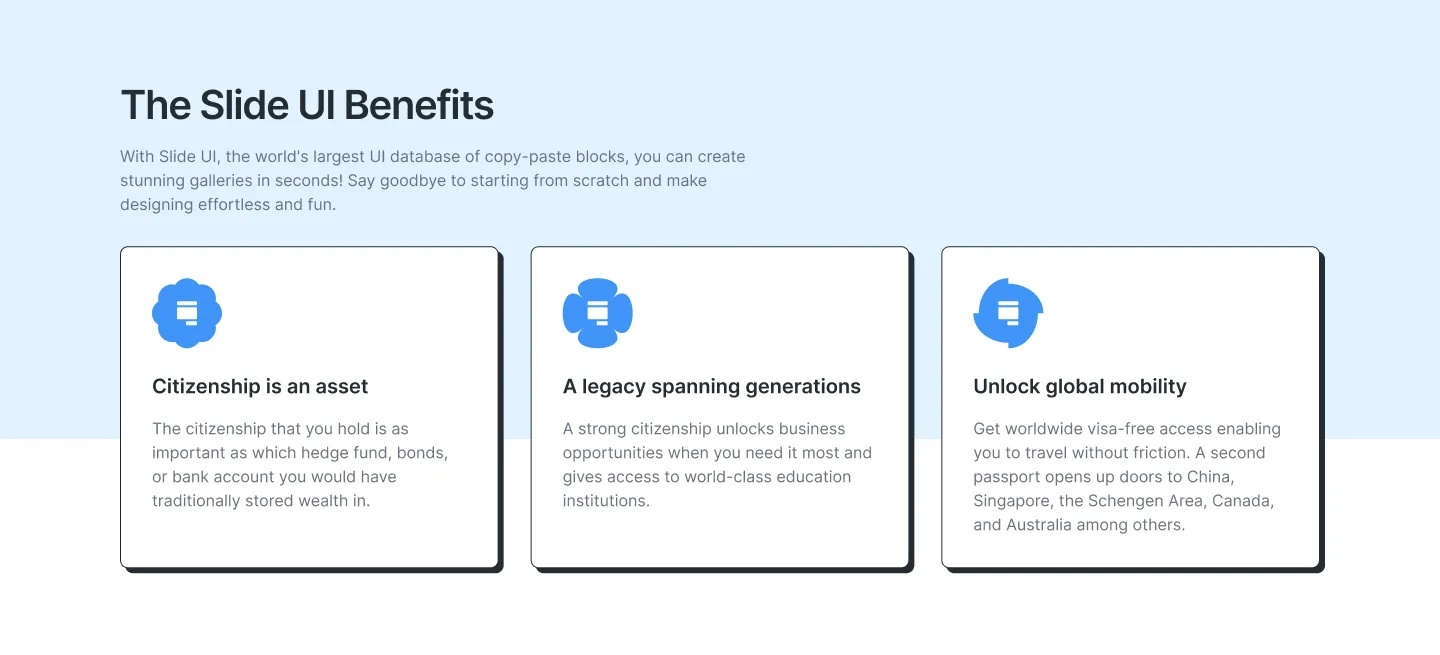 The Slide UI Benefits
With Slide UI, the world's largest UI database of copy-paste blocks, you can create
stunning galleries in seconds! Say goodbye to starting from scratch and make
designing effortless and fun.
Citizenship is an asset
The citizenship that you hold is as
important as which hedge fund, bonds,
or bank account you would have
traditionally stored wealth in.
A legacy spanning generations
A strong citizenship unlocks business
opportunities when you need it most and
gives access to world-class education
institutions.
Unlock global mobility
Get worldwide visa-free access enabling
you to travel without friction. A second
passport opens up doors to China,
Singapore, the Schengen Area, Canada,
and Australia among others.